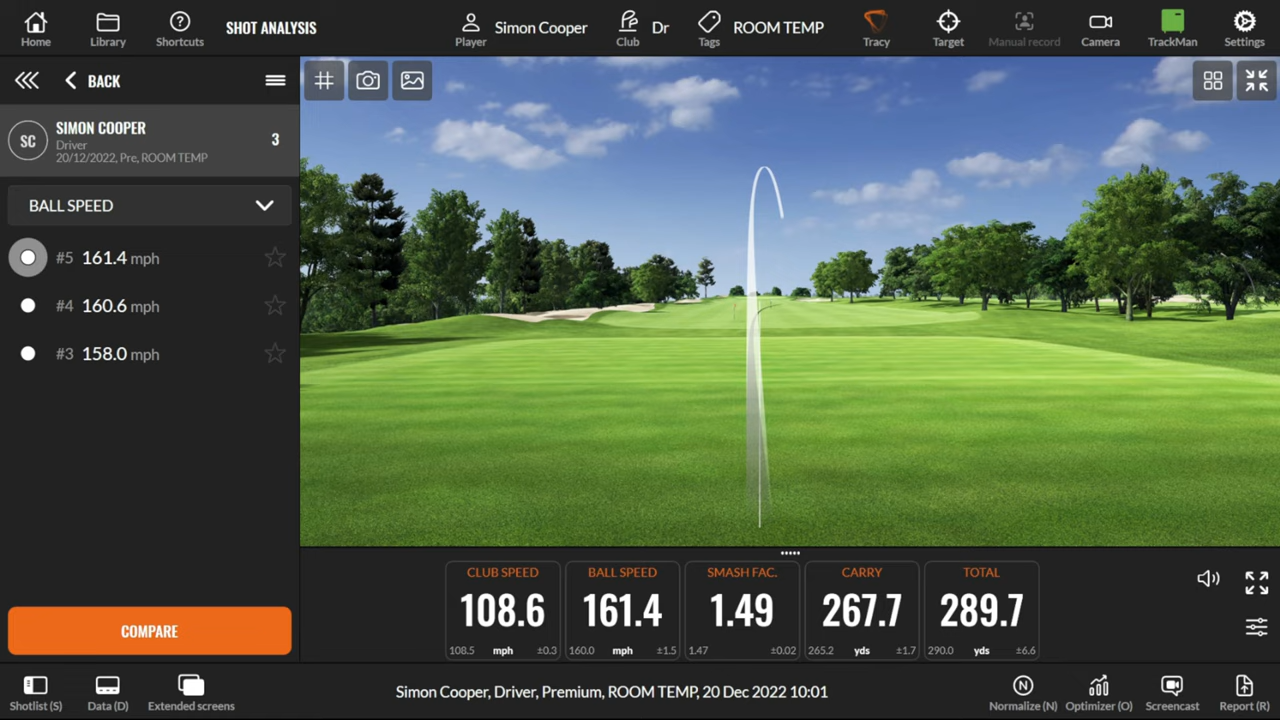 Home
Library
Shortcuts
SHOT ANALYSIS
Player
Simon Cooper
Club
Dr
Tags
ROOM TEMP
Tracy
Target
Manual record
Camera
TrackMan
Settings
BACK
SC
SIMON COOPER
Driver
20/12/2022, Pre, ROOM TEMP
3
BALL SPEED
#5 161.4 mph
#4 160.6 mph
#3 158.0 mph
COMPARE
CLUB SPEED
108.6
108.5 mph ±0.3
BALL SPEED
161.4
160.0 mph ±1.5
SMASH FAC.
1.49
1.47 ±0.02
CARRY
267.7
265.2 yds ±1.7
TOTAL
289.7
290.0 yds ±6.6
Shotlist (S)
Data (D)
Extended screens
Simon Cooper, Driver, Premium, ROOM TEMP, 20 Dec 2022 10:01
N
Normalize (N)
Optimizer (O)
Screencast
Report (R)